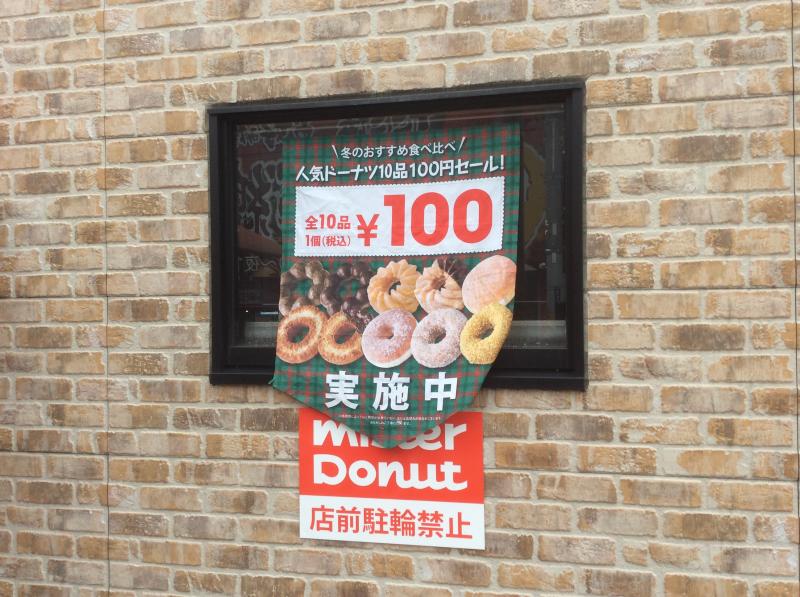 \冬のおすすめ食べ比べ/
人気ドーナツ10品100円セール!
全10品
1個(税込)
¥100
実施中
Donut
店前駐輪禁止